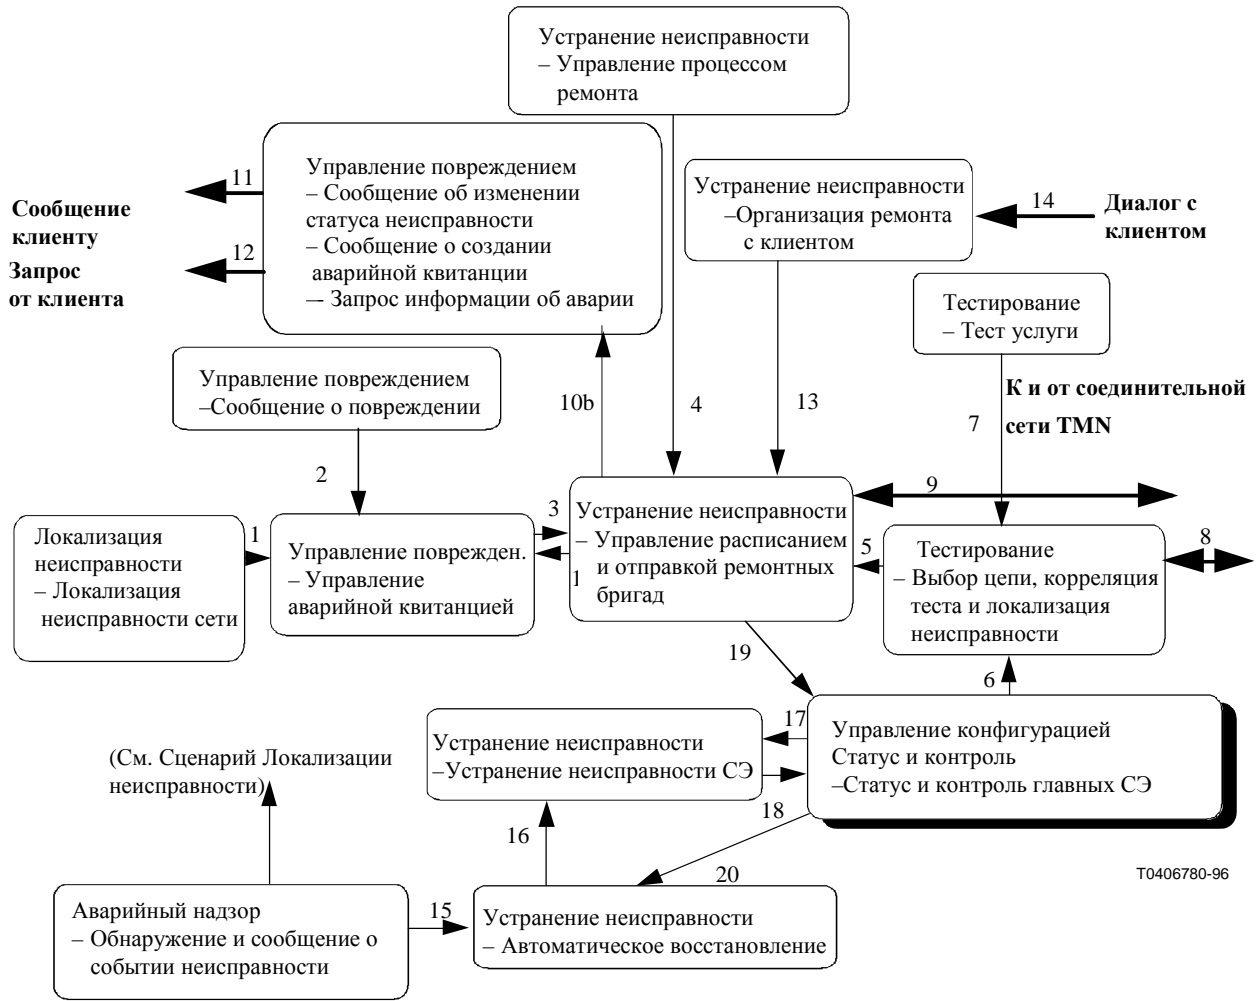 Устранение неисправности
– Управление процессом
ремонта
Управление повреждением
– Сообщение об изменении
статуса неисправности
– Сообщение о создании
аварийной квитанции
–- Запрос информации об аварии
11
12
Сообщение
клиенту
Запрос
от клиента
Устранение неисправности
–Организация ремонта
с клиентом
14
Диалог с
клиентом
Тестирование
– Тест услуги
Управление повреждением
–Сообщение о повреждении
10b
4
13
7
К и от соединительной
сети TMN
2
9
Локализация
неисправности
– Локализация
неисправности сети
1
Управление поврежден.
– Управление
аварийной квитанцией
3
1
Устранение неисправности
– Управление расписанием
и отправкой ремонтных
бригад
5
Тестирование
– Выбор цепи, корреляция
теста и локализация
неисправности
8
19
6
(См. Сценарий Локализации
неисправности)
Устранение неисправности
–Устранение неисправности СЭ
17
18
Управление конфигурацией
Статус и контроль
–Статус и контроль главных СЭ
16
20
T0406780-96
Аварийный надзор
– Обнаружение и сообщение о
событии неисправности
15
Устранение неисправности
– Автоматическое восстановление